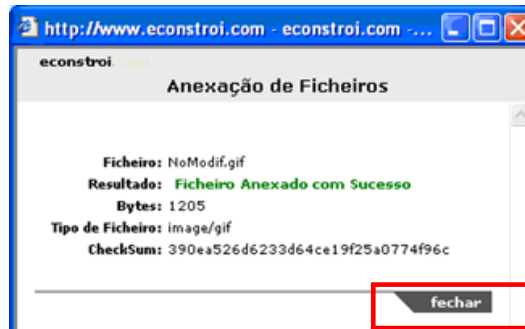 http://www.econstroi.com - econstroi.com -...
econstroi.com
Anexação de Ficheiros
Ficheiro: NoModif.gif
Resultado: Ficheiro Anexado com Sucesso
Bytes: 1205
Tipo de Ficheiro: image/gif
CheckSum: 390ea526d6233d64ce19f25a0774f96c
fechar